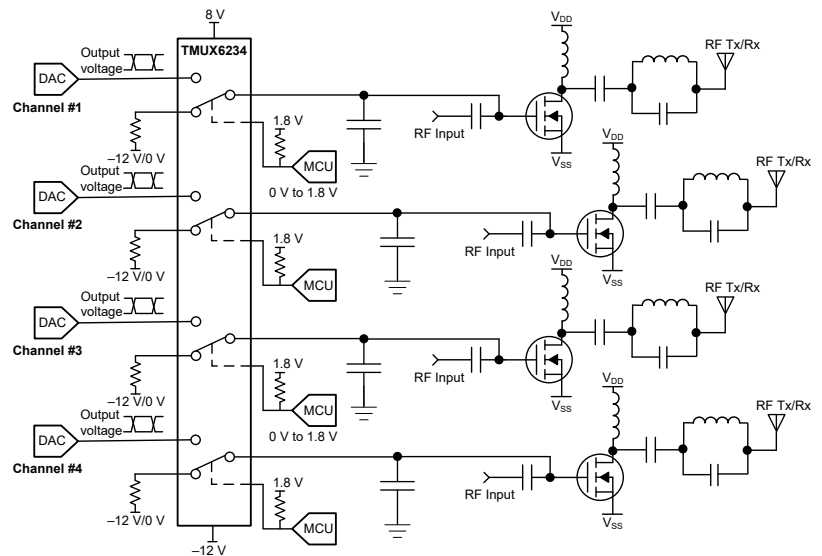 8 V
TMUX6234
Output
voltage
DAC
Channel #1
–12 V/0 V
1.8 V
MCU
0 V to 1.8 V
RF Input
V_DD
V_SS
RF Tx/Rx
Output
voltage
DAC
Channel #2
–12 V/0 V
1.8 V
MCU
RF Input
V_DD
V_SS
RF Tx/Rx
Output
voltage
DAC
Channel #3
–12 V/0 V
1.8 V
MCU
0 V to 1.8 V
RF Input
V_DD
V_SS
RF Tx/Rx
Output
voltage
DAC
Channel #4
–12 V/0 V
1.8 V
MCU
RF Input
V_DD
V_SS
RF Tx/Rx
–12 V